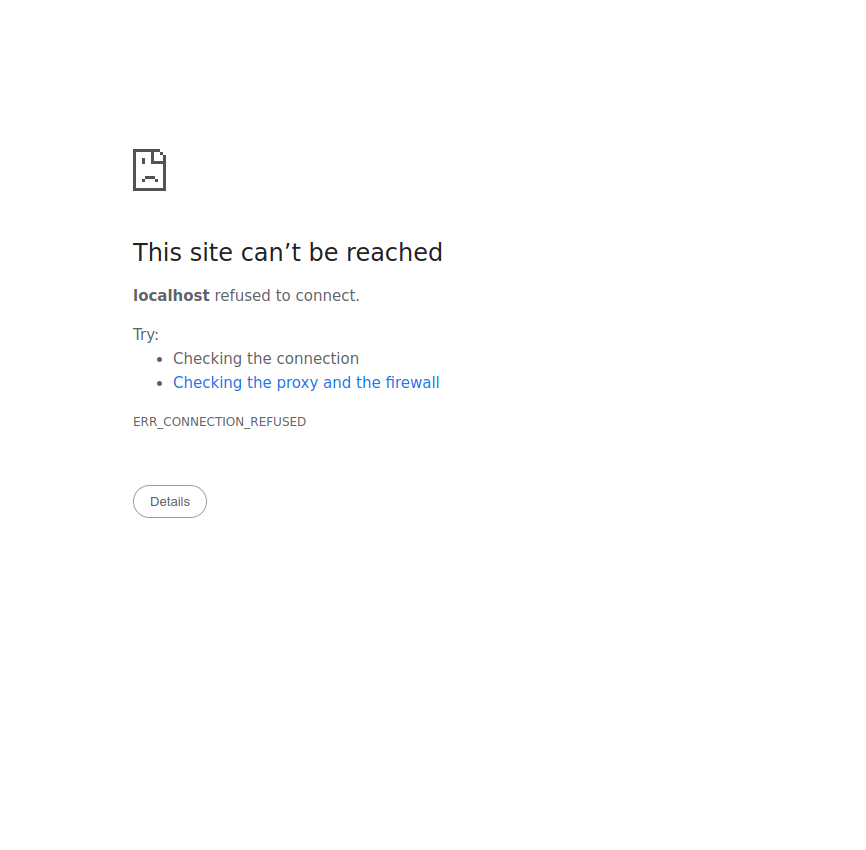 This site can’t be reached
localhost refused to connect.
Try:
Checking the connection
Checking the proxy and the firewall
ERR_CONNECTION_REFUSED
Details